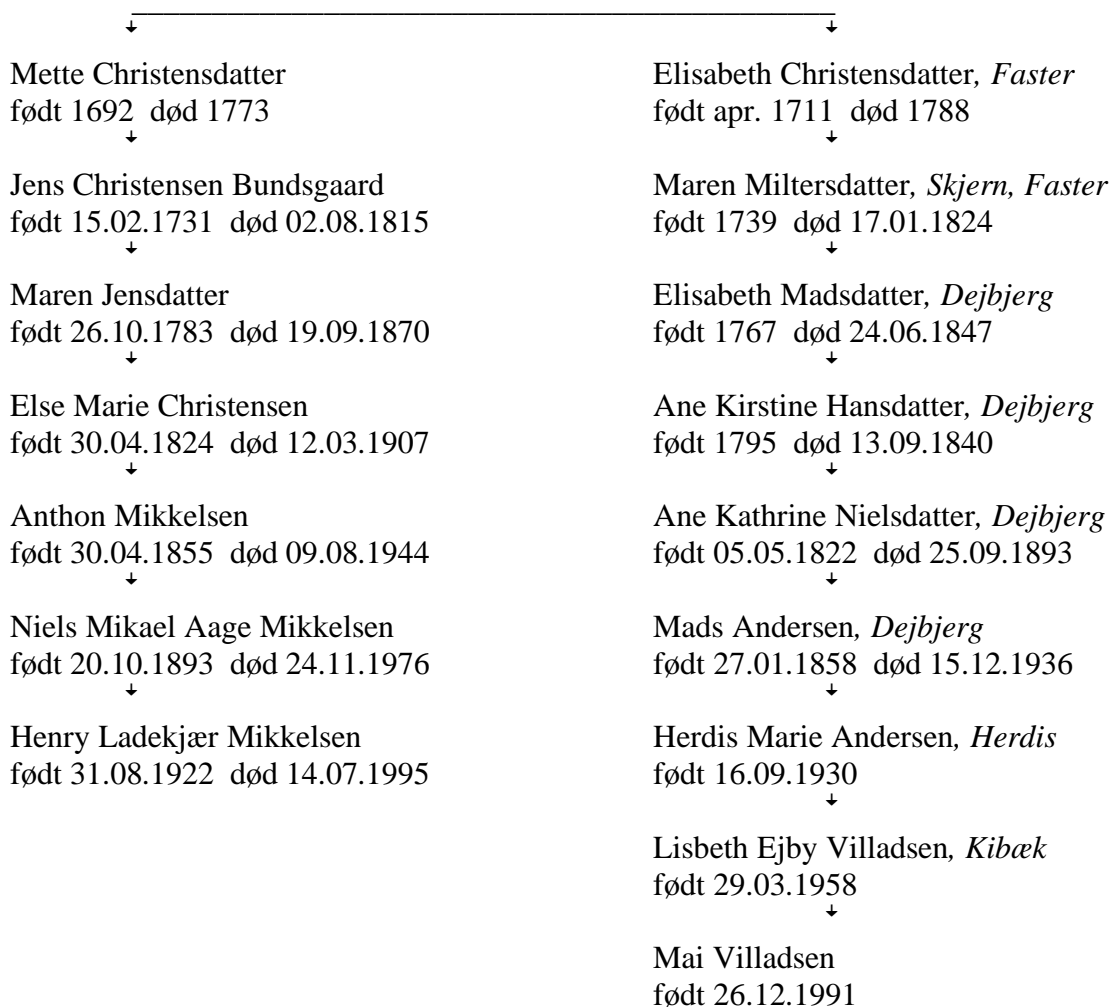 Mette Christensdatter
født 1692 død 1773
Jens Christensen Bundsgaard
født 15.02.1731 død 02.08.1815
Maren Jensdatter
født 26.10.1783 død 19.09.1870
Else Marie Christensen
født 30.04.1824 død 12.03.1907
Anthon Mikkelsen
født 30.04.1855 død 09.08.1944
Niels Mikael Aage Mikkelsen
født 20.10.1893 død 24.11.1976
Henry Ladekjær Mikkelsen
født 31.08.1922 død 14.07.1995
Elisabeth Christensdatter, Faster
født apr. 1711 død 1788
Maren Miltersdatter, Skjern, Faster
født 1739 død 17.01.1824
Elisabeth Madsdatter, Dejbjerg
født 1767 død 24.06.1847
Ane Kirstine Hansdatter, Dejbjerg
født 1795 død 13.09.1840
Ane Kathrine Nielsdatter, Dejbjerg
født 05.05.1822 død 25.09.1893
Mads Andersen, Dejbjerg
født 27.01.1858 død 15.12.1936
Herdis Marie Andersen, Herdis
født 16.09.1930
Lisbeth Ejby Villadsen, Kibæk
født 29.03.1958
Mai Villadsen
født 26.12.1991